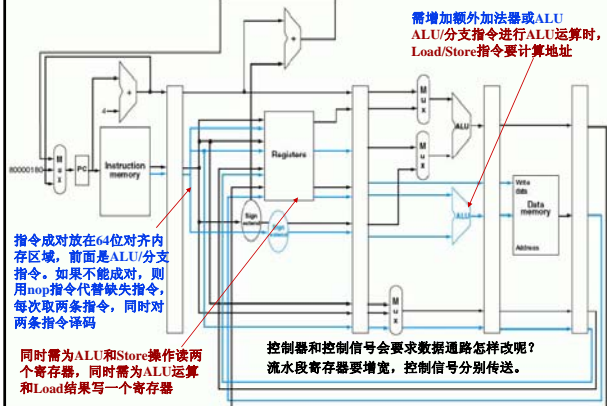 需增加额外加法器或ALU
ALU/分支指令进行ALU运算时，
Load/Store指令要计算地址
+
+
4
M
u
x
M
u
x
ALU
Registers
80000180
M
u
x
PC
Instruction
memory
M
u
x
Write
data
Data
memory
ALU
Sign
extend
Sign
extend
Address
指令成对放在64位对齐内
存区域，前面是ALU/分支
指令。如果不能成对，则
用nop指令代替缺失指令，
每次取两条指令，同时对
两条指令译码
M
u
x
同时需为ALU和Store操作读两
个寄存器，同时需为ALU运算
和Load结果写一个寄存器
控制器和控制信号会要求数据通路怎样改呢？
流水段寄存器要增宽，控制信号分别传送。